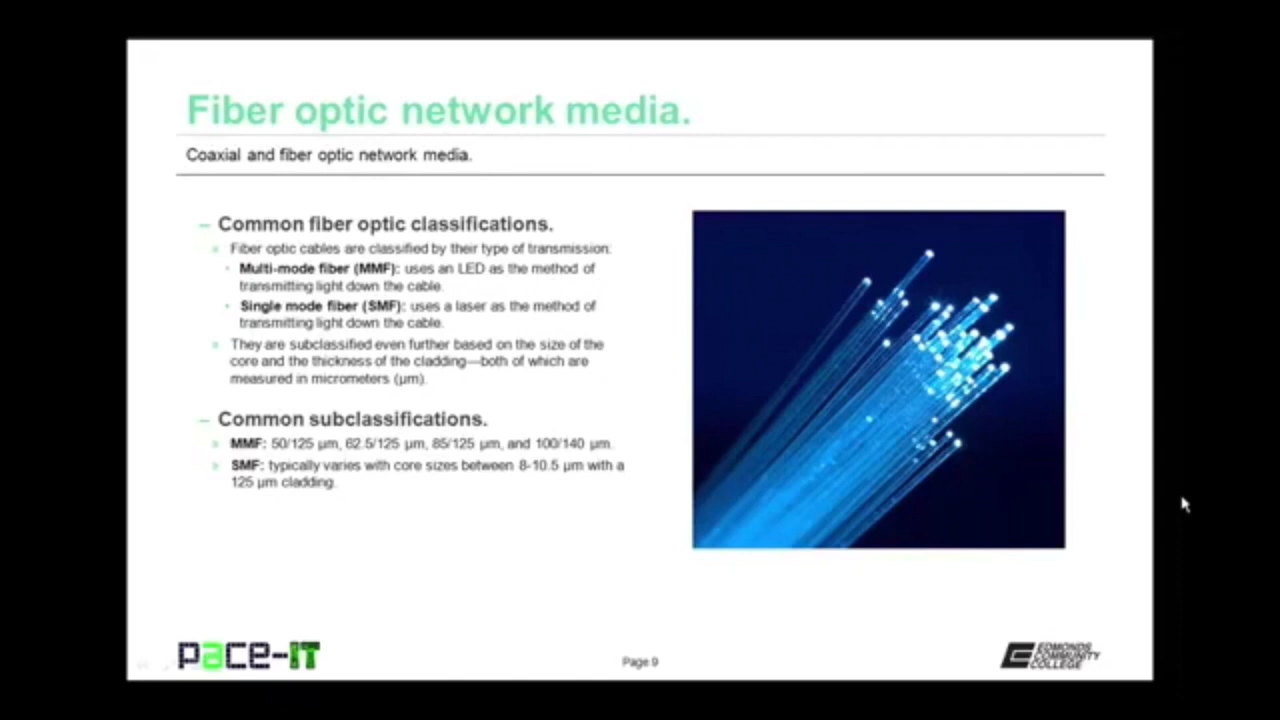 Fiber optic network media.
Coaxial and fiber optic network media.
– Common fiber optic classifications.
» Fiber optic cables are classified by their type of transmission:
• Multi-mode fiber (MMF): uses an LED as the method of
transmitting light down the cable.
• Single mode fiber (SMF): uses a laser as the method of
transmitting light down the cable.
» They are subclassified even further based on the size of the
core and the thickness of the cladding—both of which are
measured in micrometers (µm).
– Common subclassifications.
» MMF: 50/125 µm, 62.5/125 µm, 85/125 µm, and 100/140 µm.
» SMF: typically varies with core sizes between 8-10.5 µm with a
125 µm cladding.
pace-IT
Page 9
EDMONDS
COMMUNITY
COLLEGE